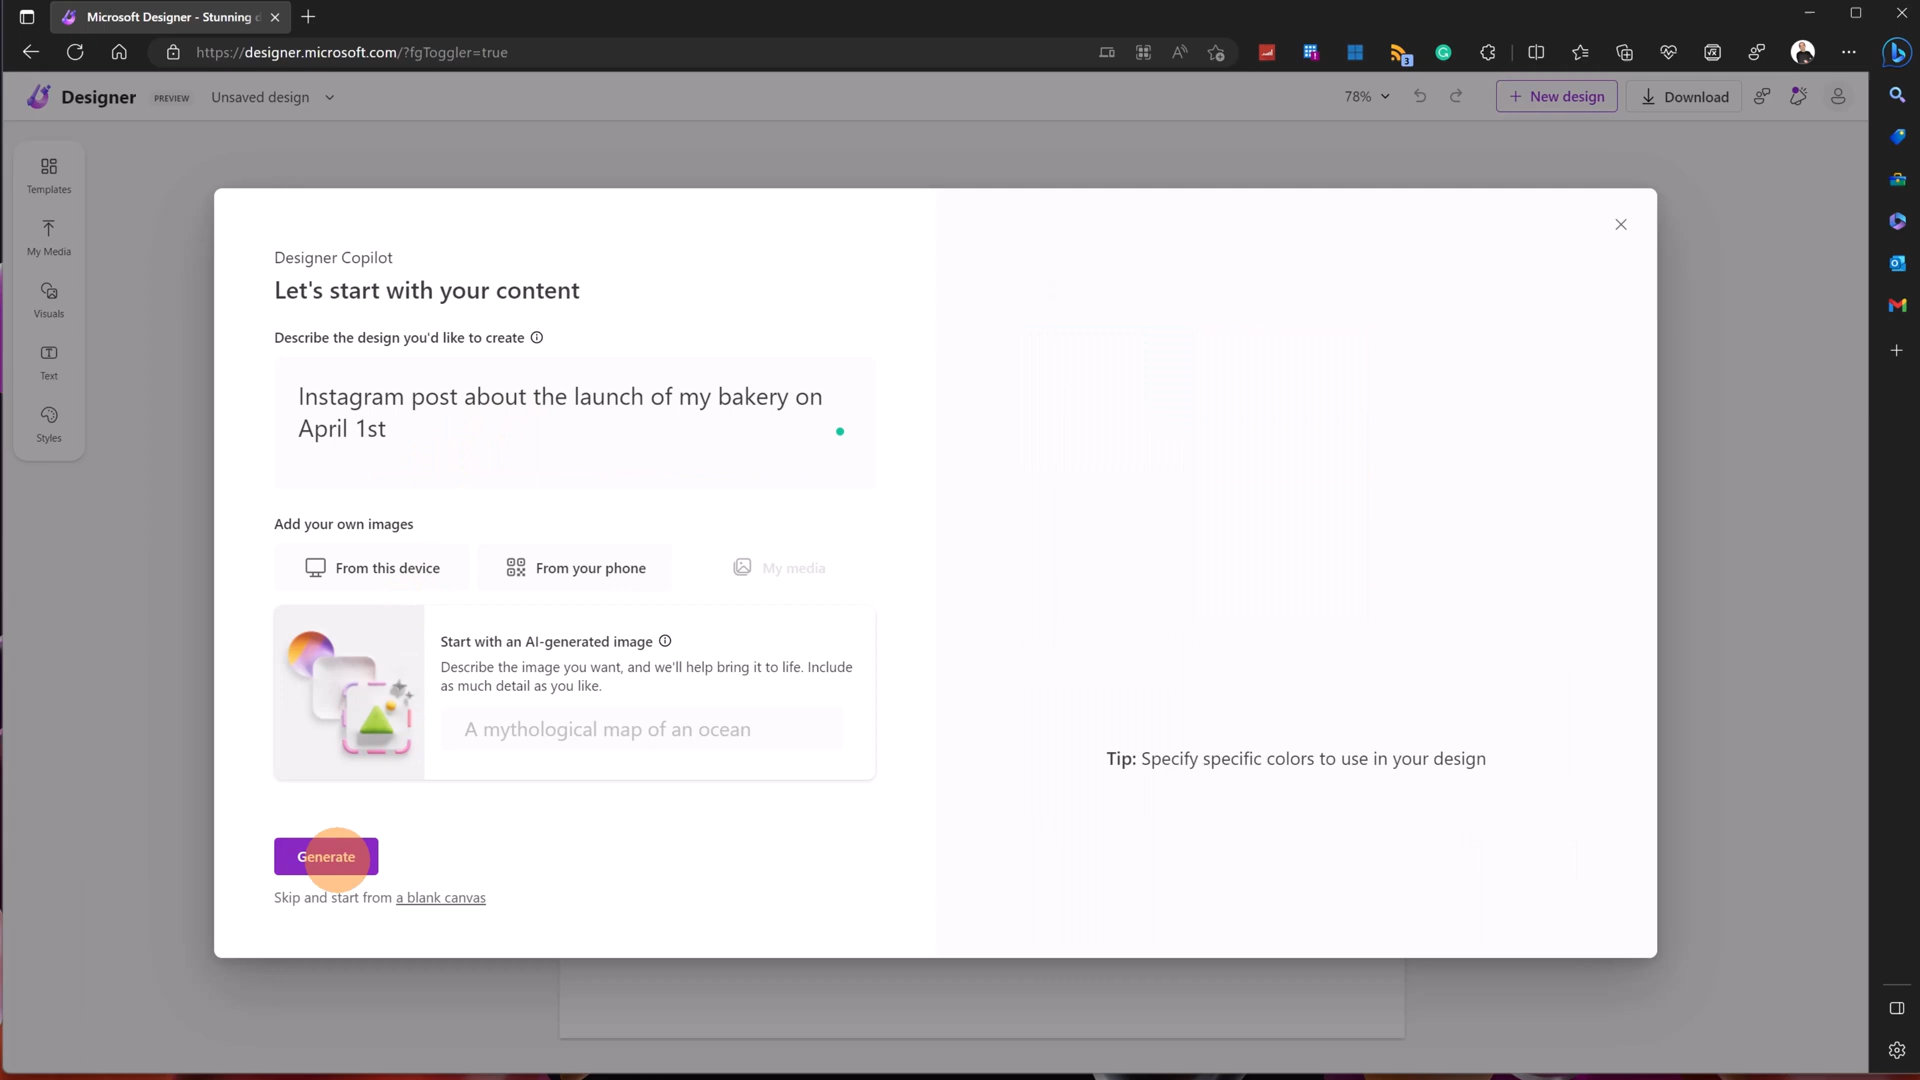 Microsoft Designer - Stunning
https://designer.microsoft.com/?fgToggler=true
3
Designer
PREVIEW
Unsaved design
78%
+ New design
Download
Templates
My Media
Visuals
Text
Styles
Designer Copilot
Let's start with your content
Describe the design you'd like to create
Instagram post about the launch of my bakery on
April 1st
Add your own images
From this device
From your phone
My media
Start with an AI-generated image
Describe the image you want, and we'll help bring it to life. Include
as much detail as you like.
A mythological map of an ocean
Generate
Skip and start from a blank canvas
Tip: Specify specific colors to use in your design